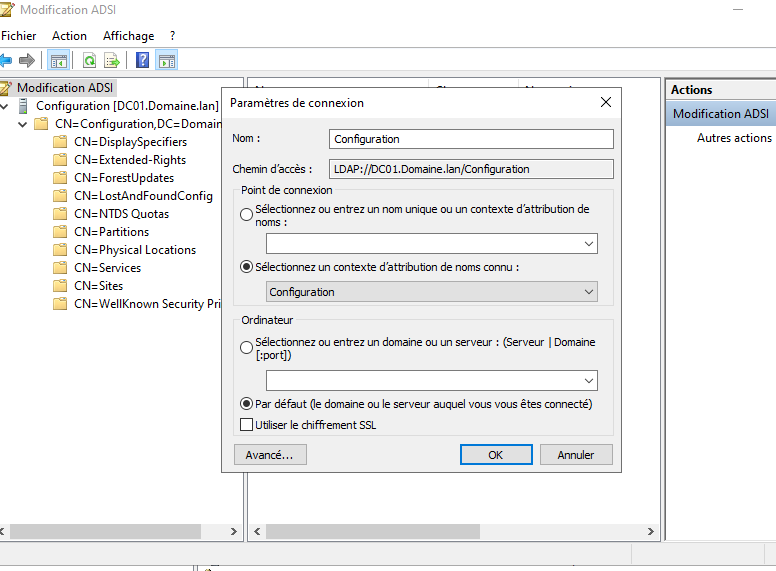 Modification ADSI
Fichier Action Affichage ?
Modification ADSI
Configuration [DC01.Domaine.lan]
CN=Configuration,DC=Domain
CN=DisplaySpecifiers
CN=Extended-Rights
CN=ForestUpdates
CN=LostAndFoundConfig
CN=NTDS Quotas
CN=Partitions
CN=Physical Locations
CN=Services
CN=Sites
CN=WellKnown Security Pri
Paramètres de connexion
Nom : Configuration
Chemin d'accès : LDAP://DC01.Domaine.lan/Configuration
Point de connexion
Sélectionnez ou entrez un nom unique ou un contexte d'attribution de
noms :
Sélectionnez un contexte d'attribution de noms connu :
Configuration
Ordinateur
Sélectionnez ou entrez un domaine ou un serveur : (Serveur | Domaine
[:port])
Par défaut (le domaine ou le serveur auquel vous vous êtes connecté)
Utiliser le chiffrement SSL
Avancé... OK Annuler
Actions
Modification ADSI
Autres actions